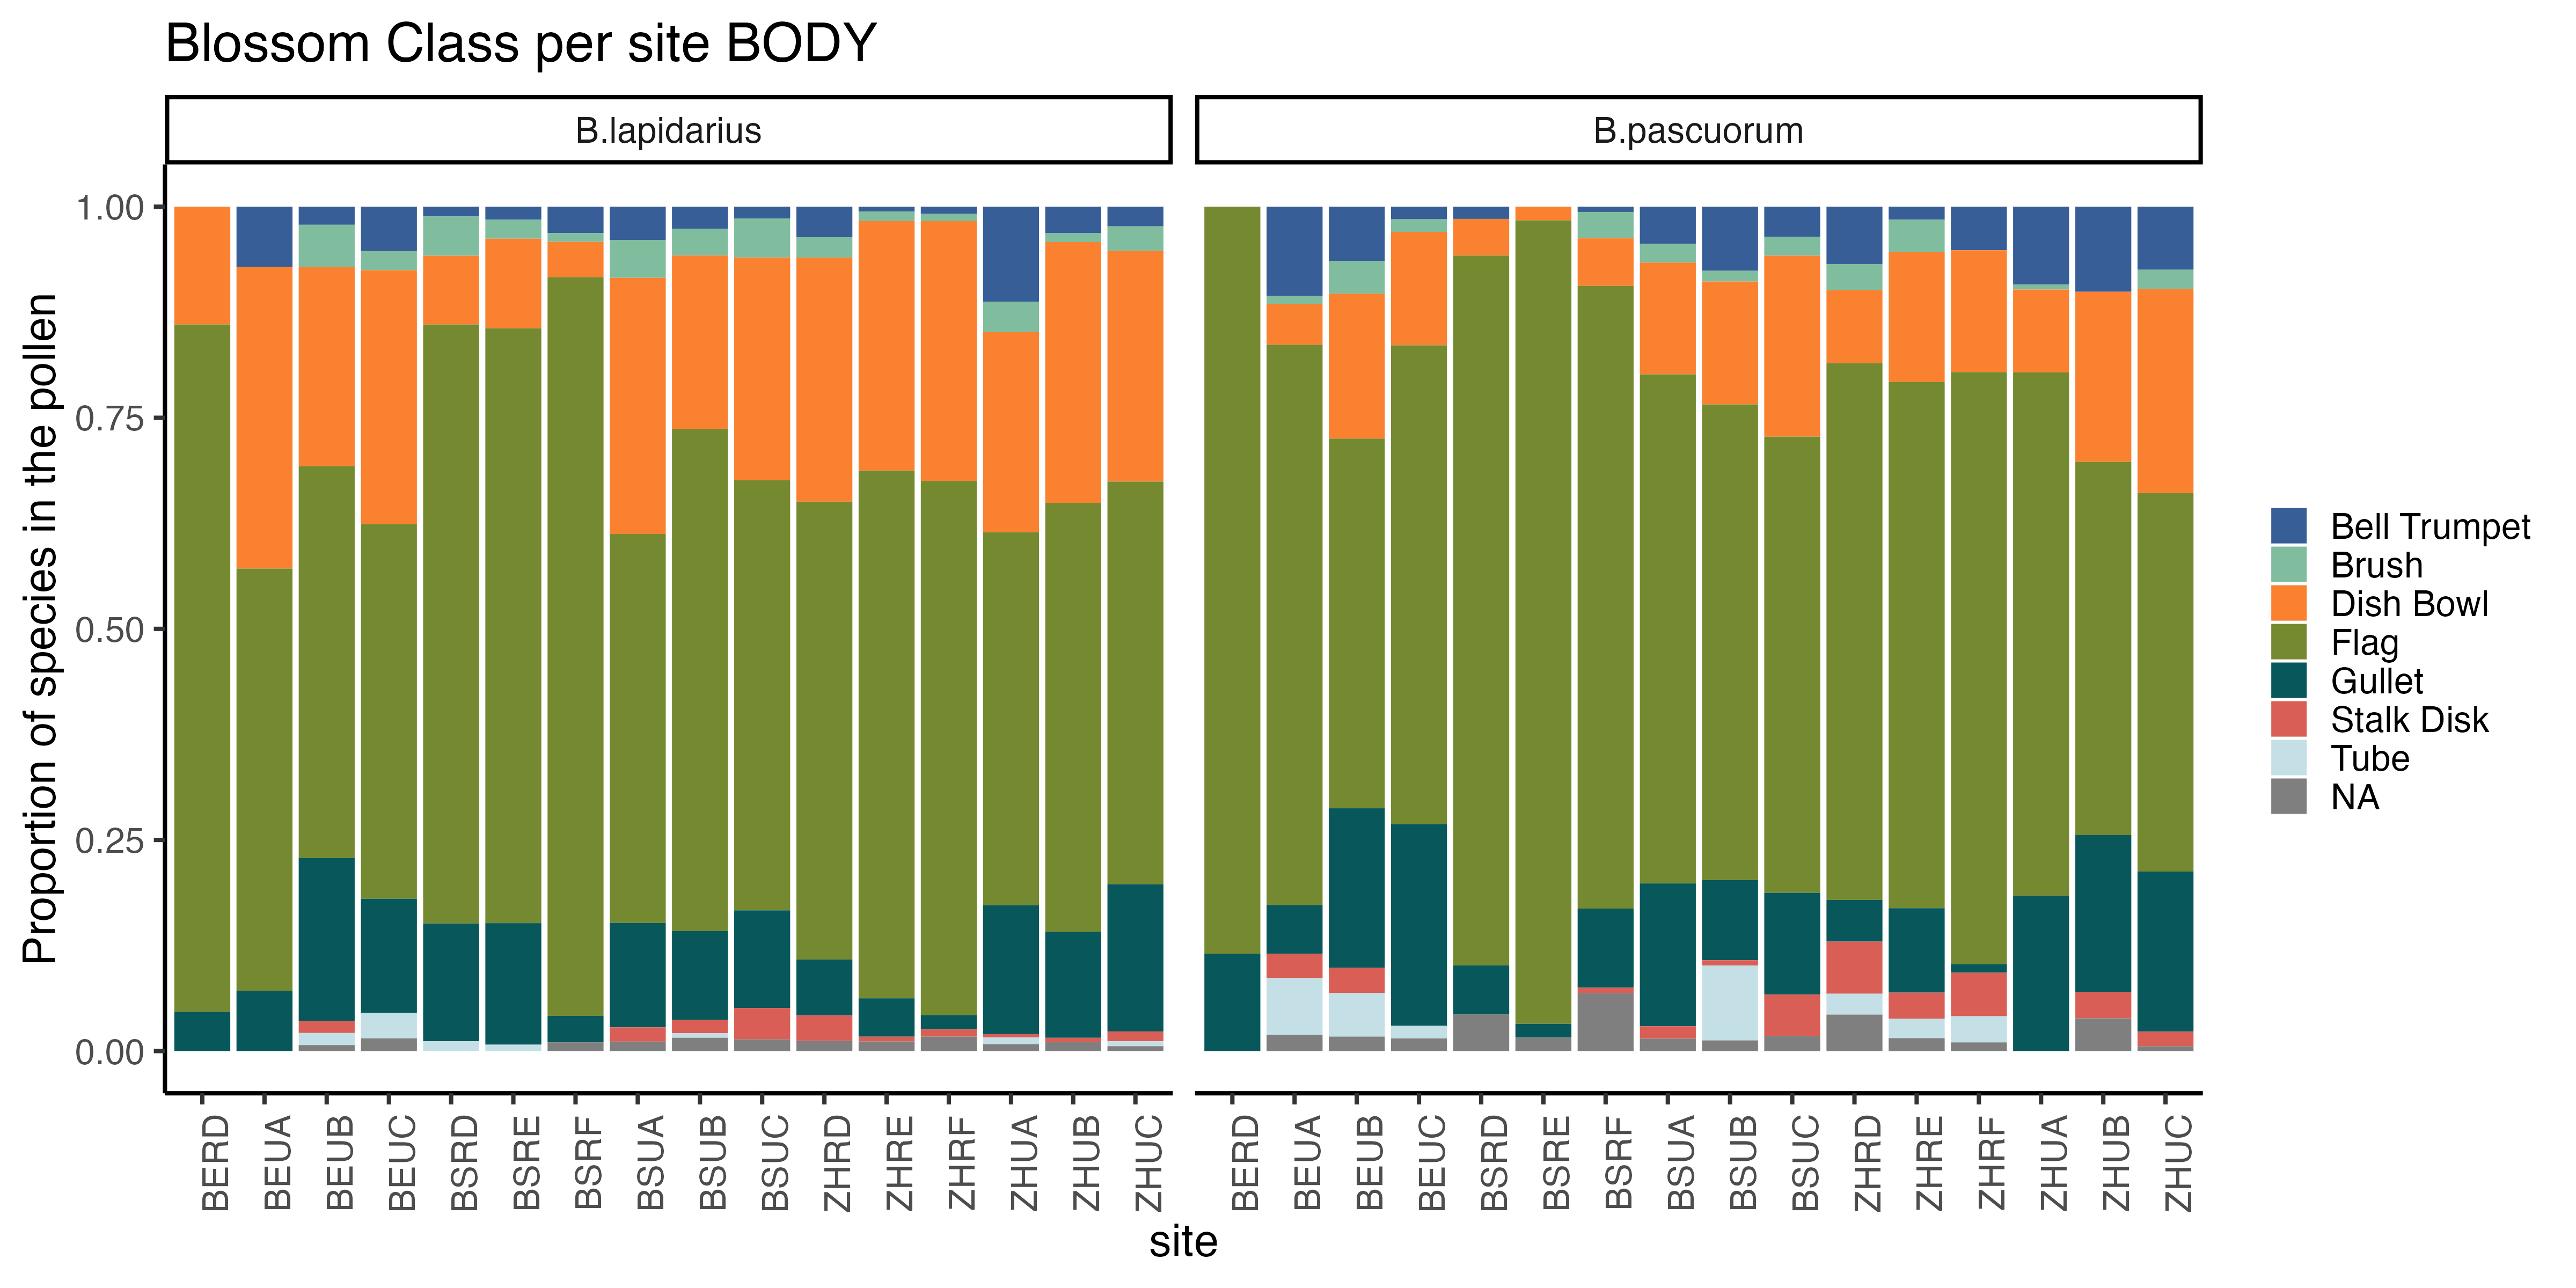 Blossom Class per site BODY
B.lapidarius
B.pascuorum
Proportion of species in the pollen
1.00
0.75
0.50
0.25
0.00
BERD
BEUA
BEUB
BEUC
BSRD
BSRE
BSRF
BSUA
BSUB
BSUC
ZHRD
ZHRE
ZHRF
ZHUA
ZHUB
ZHUC
BERD
BEUA
BEUB
BEUC
BSRD
BSRE
BSRF
BSUA
BSUB
BSUC
ZHRD
ZHRE
ZHRF
ZHUA
ZHUB
ZHUC
site
Bell Trumpet
Brush
Dish Bowl
Flag
Gullet
Stalk Disk
Tube
NA